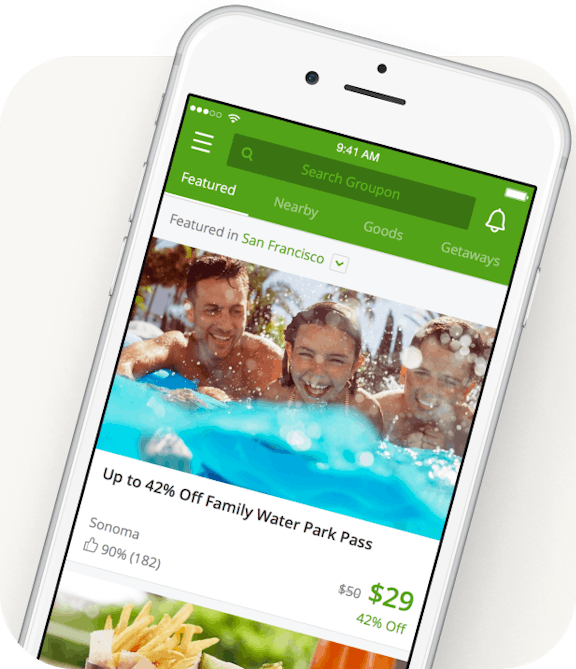 9:41 AM
Search Groupon
Featured
Nearby
Goods
Getaways
Featured in San Francisco
Up to 42% Off Family Water Park Pass
Sonoma
90% (182)
$50 $29
42% Off